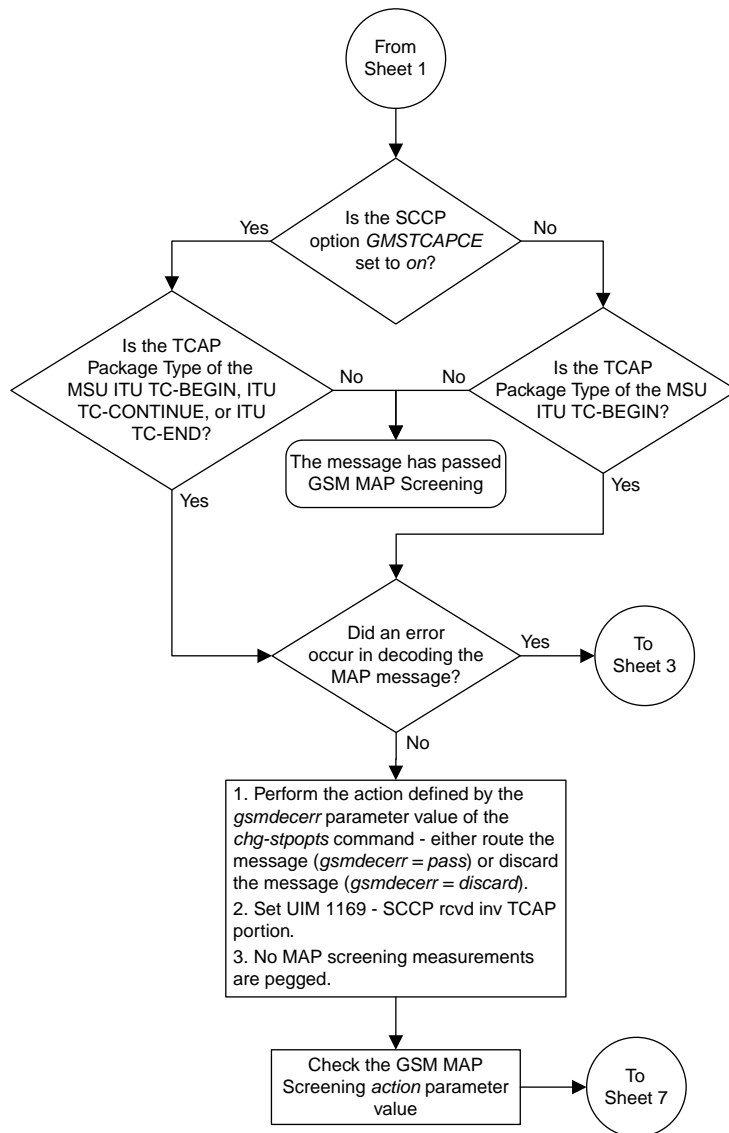 From
Sheet 1
Is the SCCP
option GMSTCAPCE
set to on?
Yes
No
Is the TCAP
Package Type of the
MSU ITU TC-BEGIN, ITU
TC-CONTINUE, or ITU
TC-END?
No
No
Is the TCAP
Package Type of the MSU
ITU TC-BEGIN?
The message has passed
GSM MAP Screening
Yes
Yes
Did an error
occur in decoding the
MAP message?
Yes
To
Sheet 3
No
1. Perform the action defined by the
gsmdecerr parameter value of the
chg-stpopts command - either route the
message (gsmdecerr = pass) or discard
the message (gsmdecerr = discard).
2. Set UIM 1169 - SCCP rcvd inv TCAP
portion.
3. No MAP screening measurements
are pegged.
Check the GSM MAP
Screening action parameter
value
To
Sheet 7